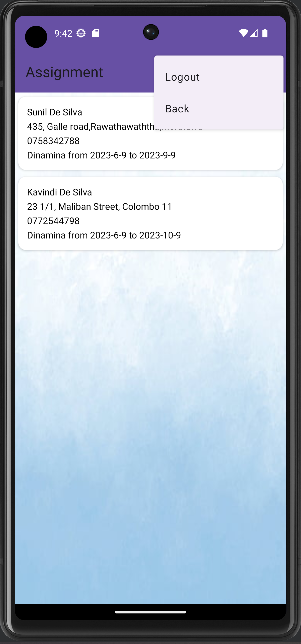 9:42
Assignment
Logout
Back
Sunil De Silva
435, Galle road,Rawathawaththa,
0758342788
Dinamina from 2023-6-9 to 2023-9-9
Kavindi De Silva
23 1/1, Maliban Street, Colombo 11
0772544798
Dinamina from 2023-6-9 to 2023-10-9